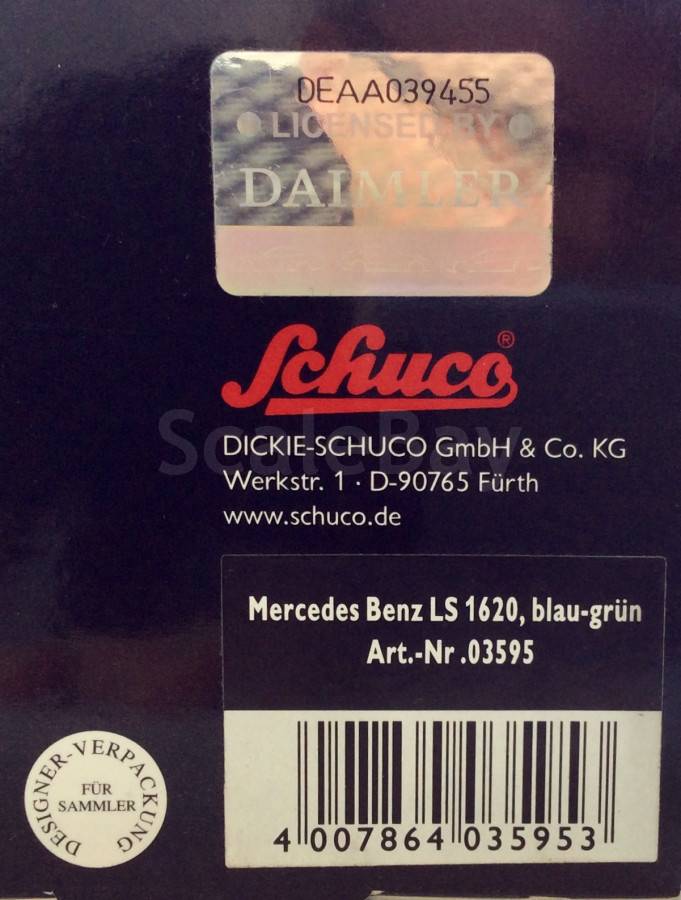 DEAA039455
LICENSED BY
DAIMLER
Schuco®
ScaleBay
DICKIE-SCHUCO GmbH & Co. KG
Werkstr. 1 · D-90765 Fürth
www.schuco.de
Mercedes Benz LS 1620, blau-grün
Art.-Nr .03595
DESIGNER-VERPACKUNG
FÜR
SAMMLER
4 007864 035953